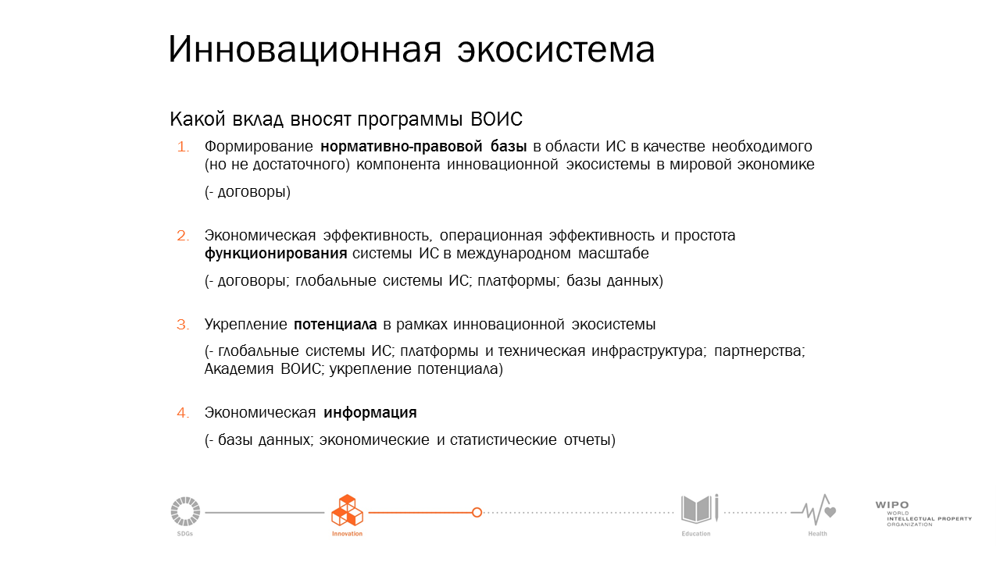 Инновационная экосистема
Какой вклад вносят программы ВОИС
1. Формирование нормативно-правовой базы в области ИС в качестве необходимого
(но не достаточного) компонента инновационной экосистемы в мировой экономике
(- договоры)
2. Экономическая эффективность, операционная эффективность и простота
функционирования системы ИС в международном масштабе
(- договоры; глобальные системы ИС; платформы; базы данных)
3. Укрепление потенциала в рамках инновационной экосистемы
(- глобальные системы ИС; платформы и техническая инфраструктура; партнерства;
Академия ВОИС; укрепление потенциала)
4. Экономическая информация
(- базы данных; экономические и статистические отчеты)
SDGs
Innovation
Education
Health
WIPO
WORLD
INTELLECTUAL PROPERTY
ORGANIZATION